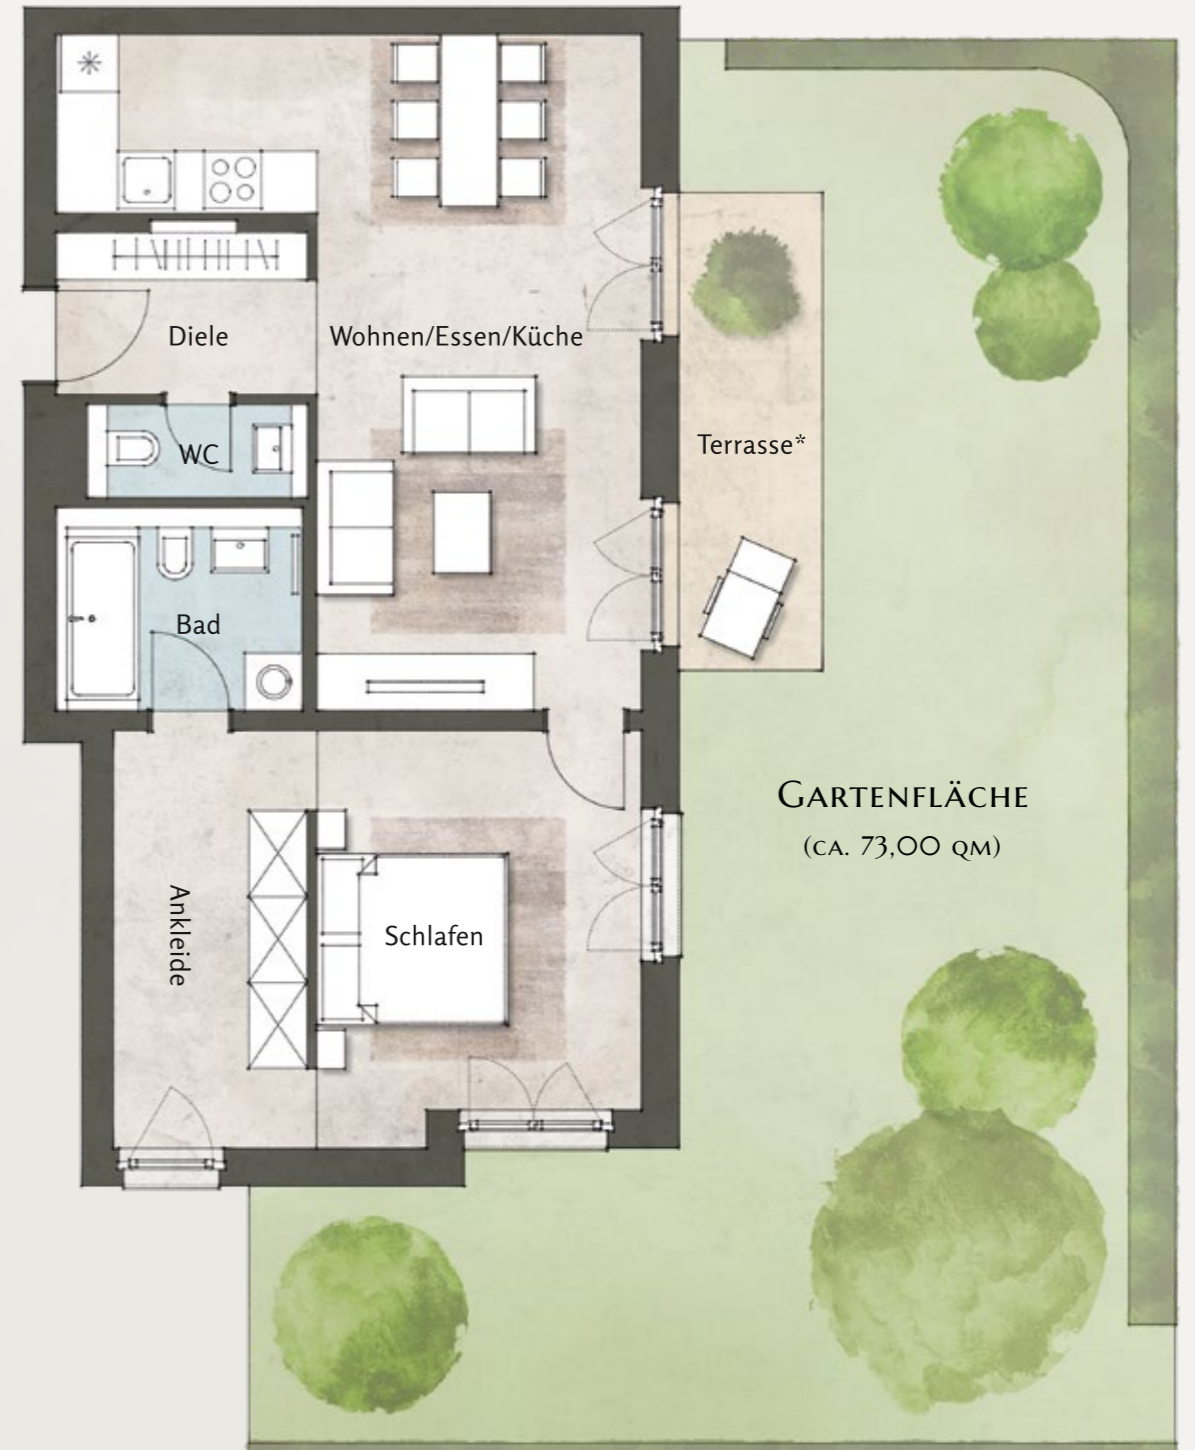 Diele
Wohnen/Essen/Küche
WC
Terrasse*
Bad
Gartenfläche
(ca. 73,00 qm)
Ankleide
Schlafen